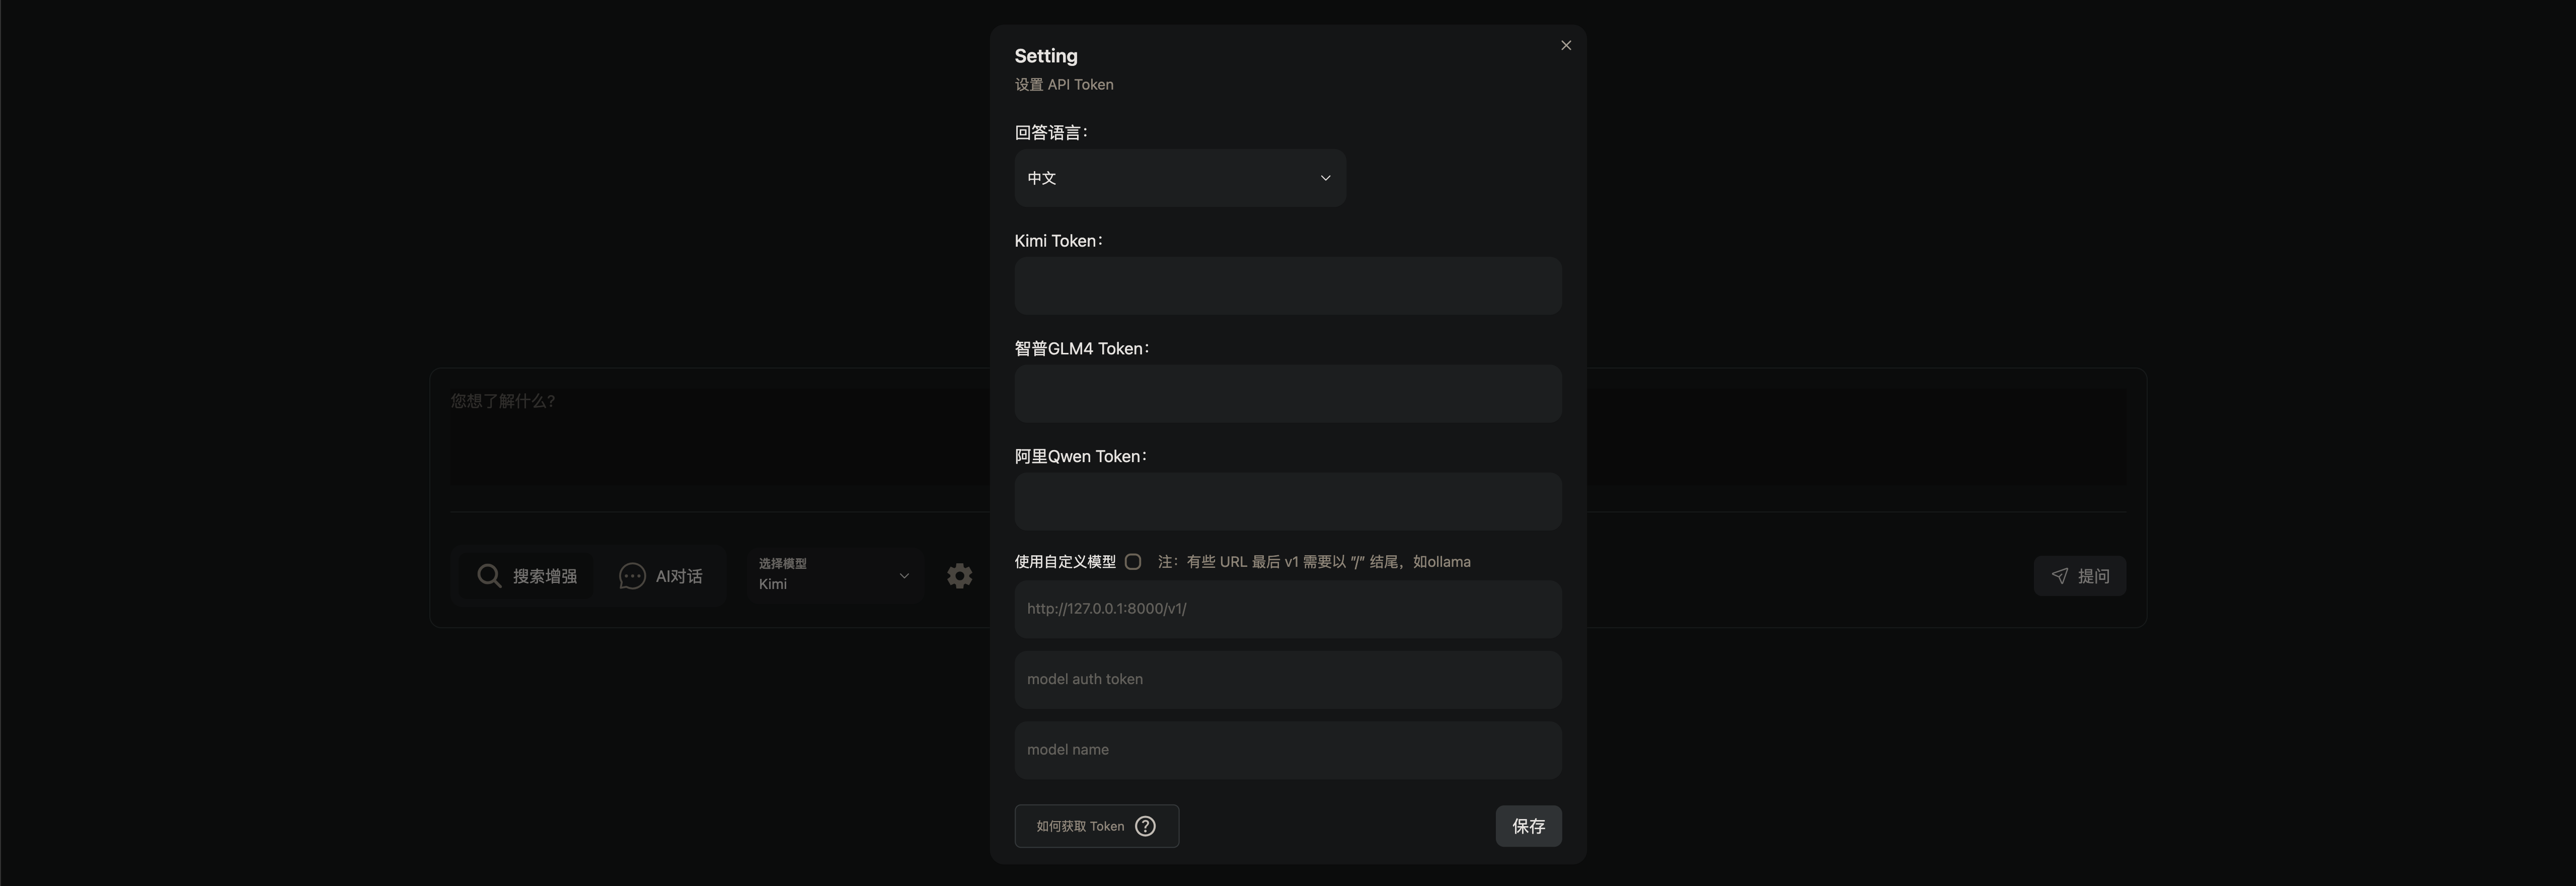 Setting
设置 API Token
回答语言：
中文
Kimi Token：
智普GLM4 Token：
阿里Qwen Token：
使用自定义模型 注：有些 URL 最后 v1 需要以 "/" 结尾，如ollama
http://127.0.0.1:8000/v1/
model auth token
model name
如何获取 Token
保存
您想了解什么?
搜索增强
AI对话
选择模型
Kimi
提问